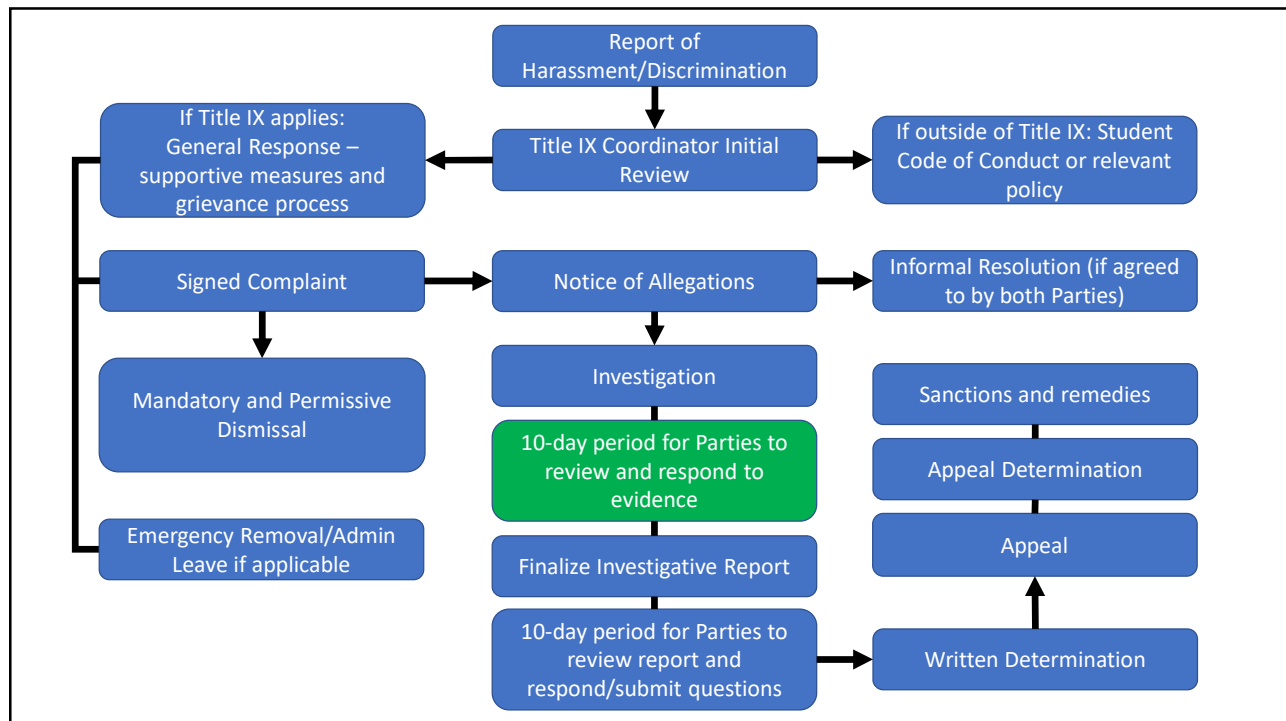 Report of
Harassment/Discrimination
If Title IX applies:
General Response –
supportive measures and
grievance process
Title IX Coordinator Initial
Review
If outside of Title IX: Student
Code of Conduct or relevant
policy
Signed Complaint
Notice of Allegations
Informal Resolution (if agreed
to by both Parties)
Mandatory and Permissive
Dismissal
Investigation
Sanctions and remedies
10-day period for Parties to
review and respond to
evidence
Appeal Determination
Emergency Removal/Admin
Leave if applicable
Finalize Investigative Report
Appeal
10-day period for Parties to
review report and
respond/submit questions
Written Determination